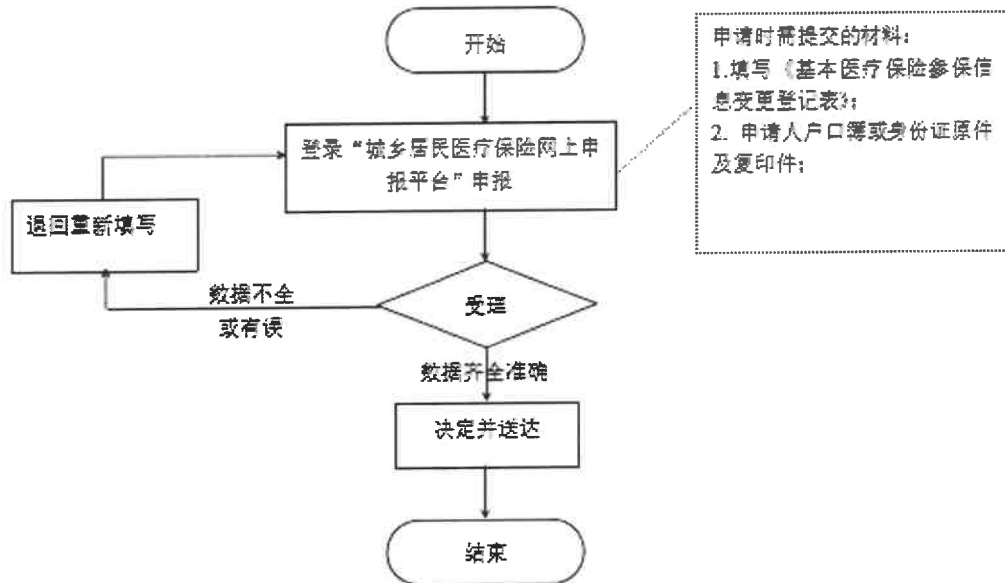 开始
申请时需提交的材料：
1.填写《基本医疗保险参保信
息变更登记表》；
2. 申请人户口簿或身份证原件
及复印件；
登录“城乡居民医疗保险网上申
报平台”申报
退回重新填写
数据不全
或有误
受理
数据齐全准确
决定并送达
结束